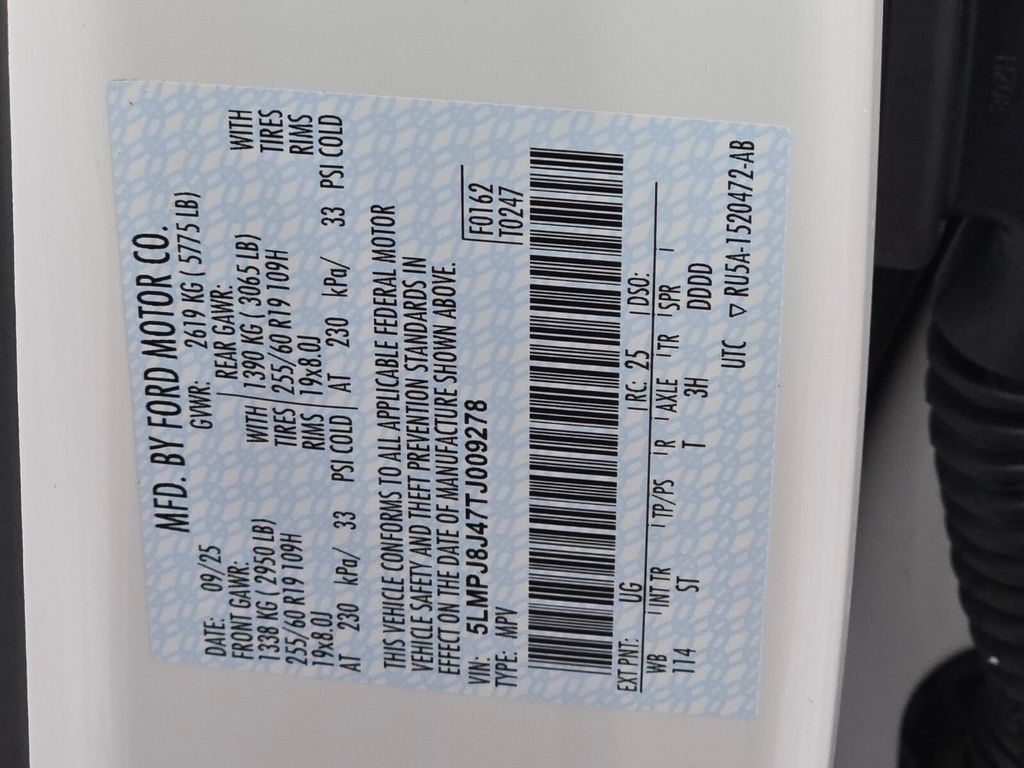 MFD. BY FORD MOTOR CO.
DATE: 09/25 GVWR: 2619 KG ( 5775 LB)
FRONT GAWR: REAR GAWR:
1338 KG ( 2950 LB) WITH 1390 KG ( 3065 LB) WITH
255/60 R19 109H TIRES 255/60 R19 109H TIRES
19x8.0J RIMS 19x8.0J RIMS
AT 230 kPa/ 33 PSI COLD AT 230 kPa/ 33 PSI COLD
THIS VEHICLE CONFORMS TO ALL APPLICABLE FEDERAL MOTOR
VEHICLE SAFETY AND THEFT PREVENTION STANDARDS IN
EFFECT ON THE DATE OF MANUFACTURE SHOWN ABOVE.
VIN: 5LMPJ8J47TJ009278 F0162
TYPE: MPV T0247
EXT PNT: UG RC: 25 DSO:
WB INT TR TP/PS R AXLE TR SPR
114 ST T 3H DDDD
UTC ▽ RU5A-1520472-AB